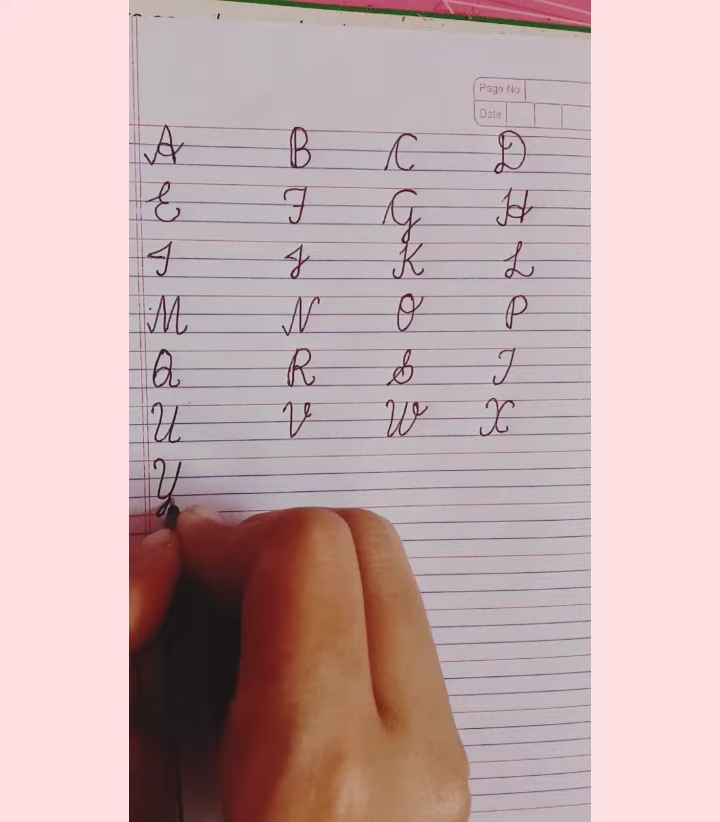 Page No.
Date
A B C D
E F G H
I J K L
M N O P
Q R S T
U V W X
Y